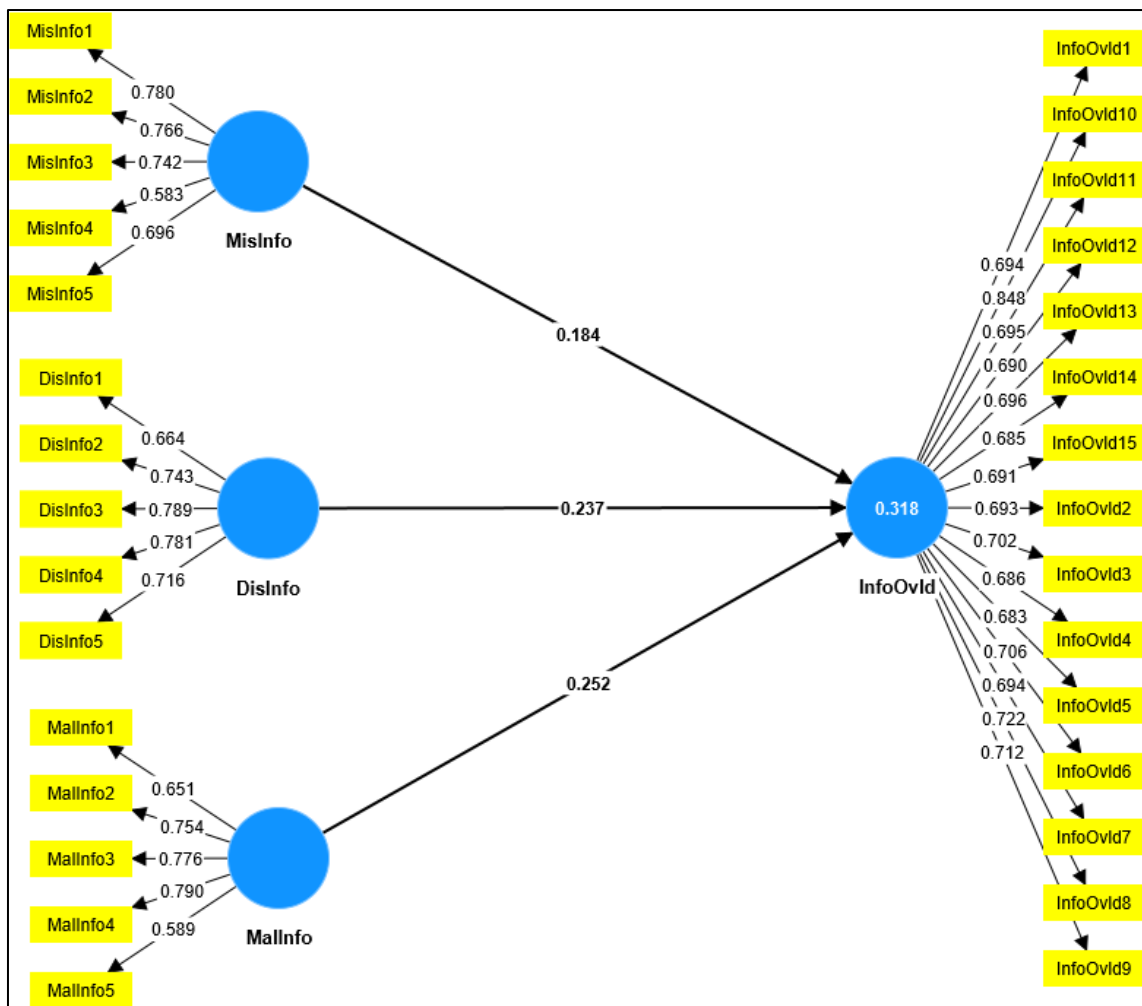 MisInfo1
MisInfo2
MisInfo3
MisInfo4
MisInfo5
0.780
0.766
0.742
0.583
0.696
MisInfo
DisInfo1
DisInfo2
DisInfo3
DisInfo4
DisInfo5
0.664
0.743
0.789
0.781
0.716
DisInfo
MalInfo1
MalInfo2
MalInfo3
MalInfo4
MalInfo5
0.651
0.754
0.776
0.790
0.589
MalInfo
0.184
0.237
0.252
0.318
InfoOvld
0.694
0.848
0.695
0.690
0.696
0.685
0.691
0.693
0.702
0.686
0.683
0.706
0.694
0.722
0.712
InfoOvld1
InfoOvld10
InfoOvld11
InfoOvld12
InfoOvld13
InfoOvld14
InfoOvld15
InfoOvld2
InfoOvld3
InfoOvld4
InfoOvld5
InfoOvld6
InfoOvld7
InfoOvld8
InfoOvld9